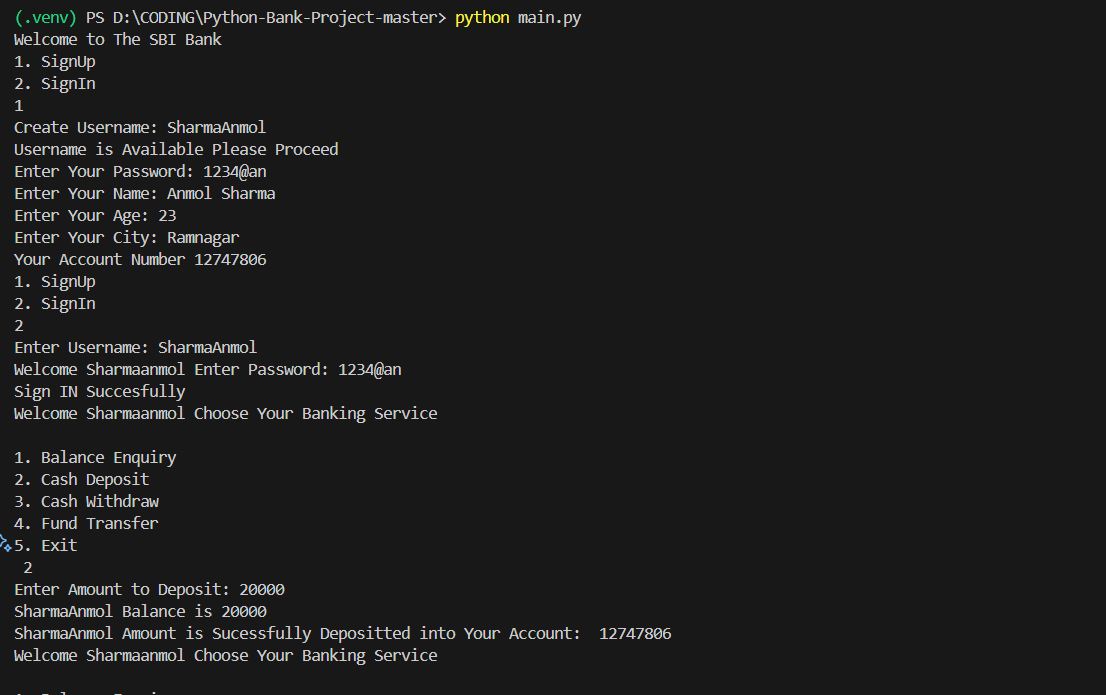 (.venv) PS D:\CODING\Python-Bank-Project-master> python main.py
Welcome to The SBI Bank
1. SignUp
2. SignIn
1
Create Username: SharmaAnmol
Username is Available Please Proceed
Enter Your Password: 1234@an
Enter Your Name: Anmol Sharma
Enter Your Age: 23
Enter Your City: Ramnagar
Your Account Number 12747806
1. SignUp
2. SignIn
2
Enter Username: SharmaAnmol
Welcome Sharmaanmol Enter Password: 1234@an
Sign IN Succesfully
Welcome Sharmaanmol Choose Your Banking Service
1. Balance Enquiry
2. Cash Deposit
3. Cash Withdraw
4. Fund Transfer
5. Exit
2
Enter Amount to Deposit: 20000
SharmaAnmol Balance is 20000
SharmaAnmol Amount is Sucessfully Depositted into Your Account:  12747806
Welcome Sharmaanmol Choose Your Banking Service